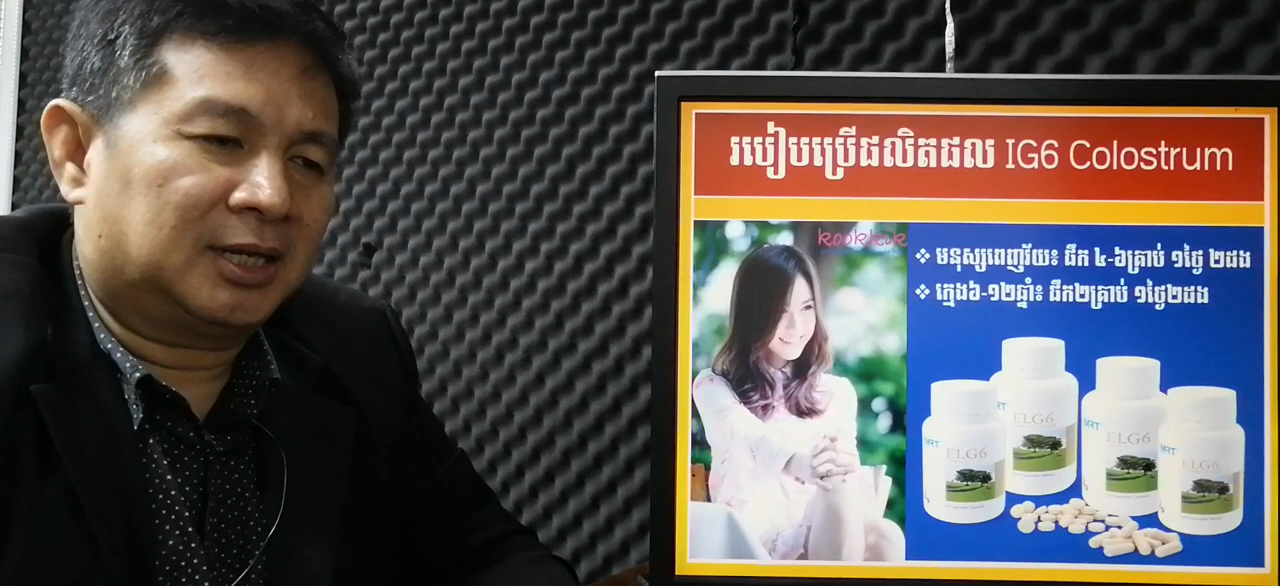 របៀបប្រើផលិតផល IG6 Colostrum
kookkik
❖ មនុស្សពេញវ័យ៖ ផឹក ៤-៦គ្រាប់ ១ថ្ងៃ ២ដង
❖ ក្មេង៦-១២ឆ្នាំ៖ ផឹក២គ្រាប់ ១ថ្ងៃ២ដង
ELG6
ELG6
ELG6
ELG6